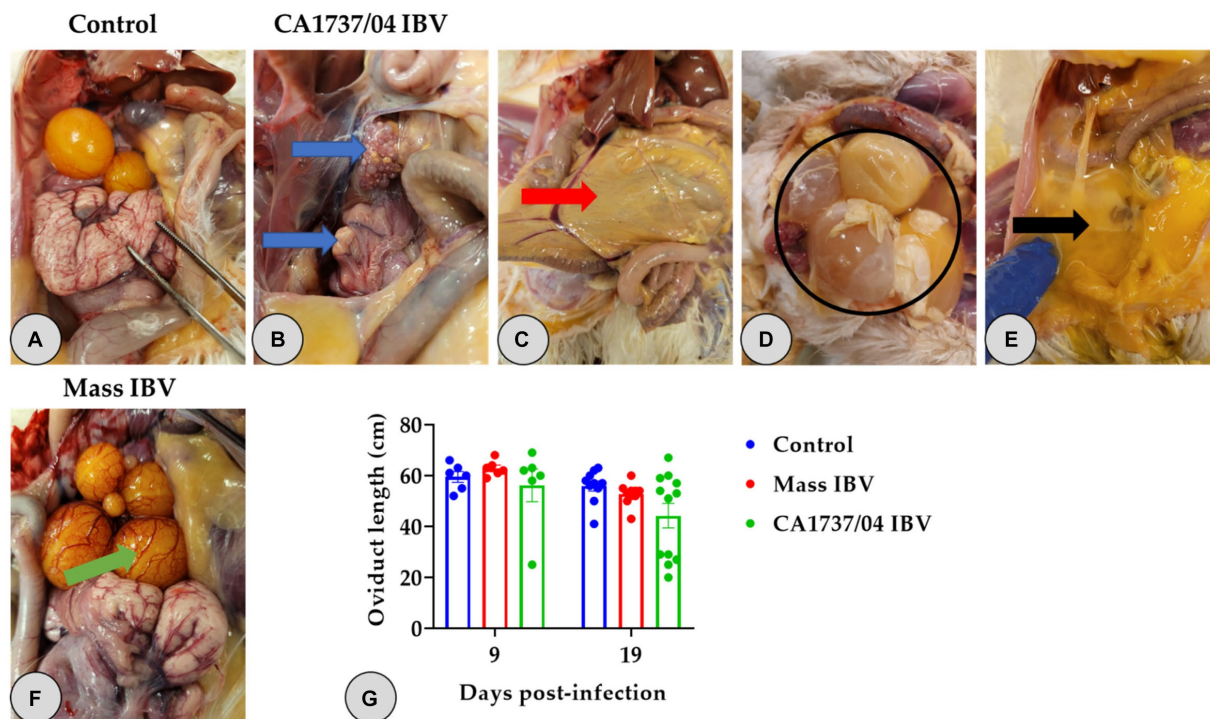 Control
CA1737/04 IBV
A
B
C
D
E
Mass IBV
F
Oviduct length (cm)
80
60
40
20
0
9
19
Days post-infection
G
Control
Mass IBV
CA1737/04 IBV